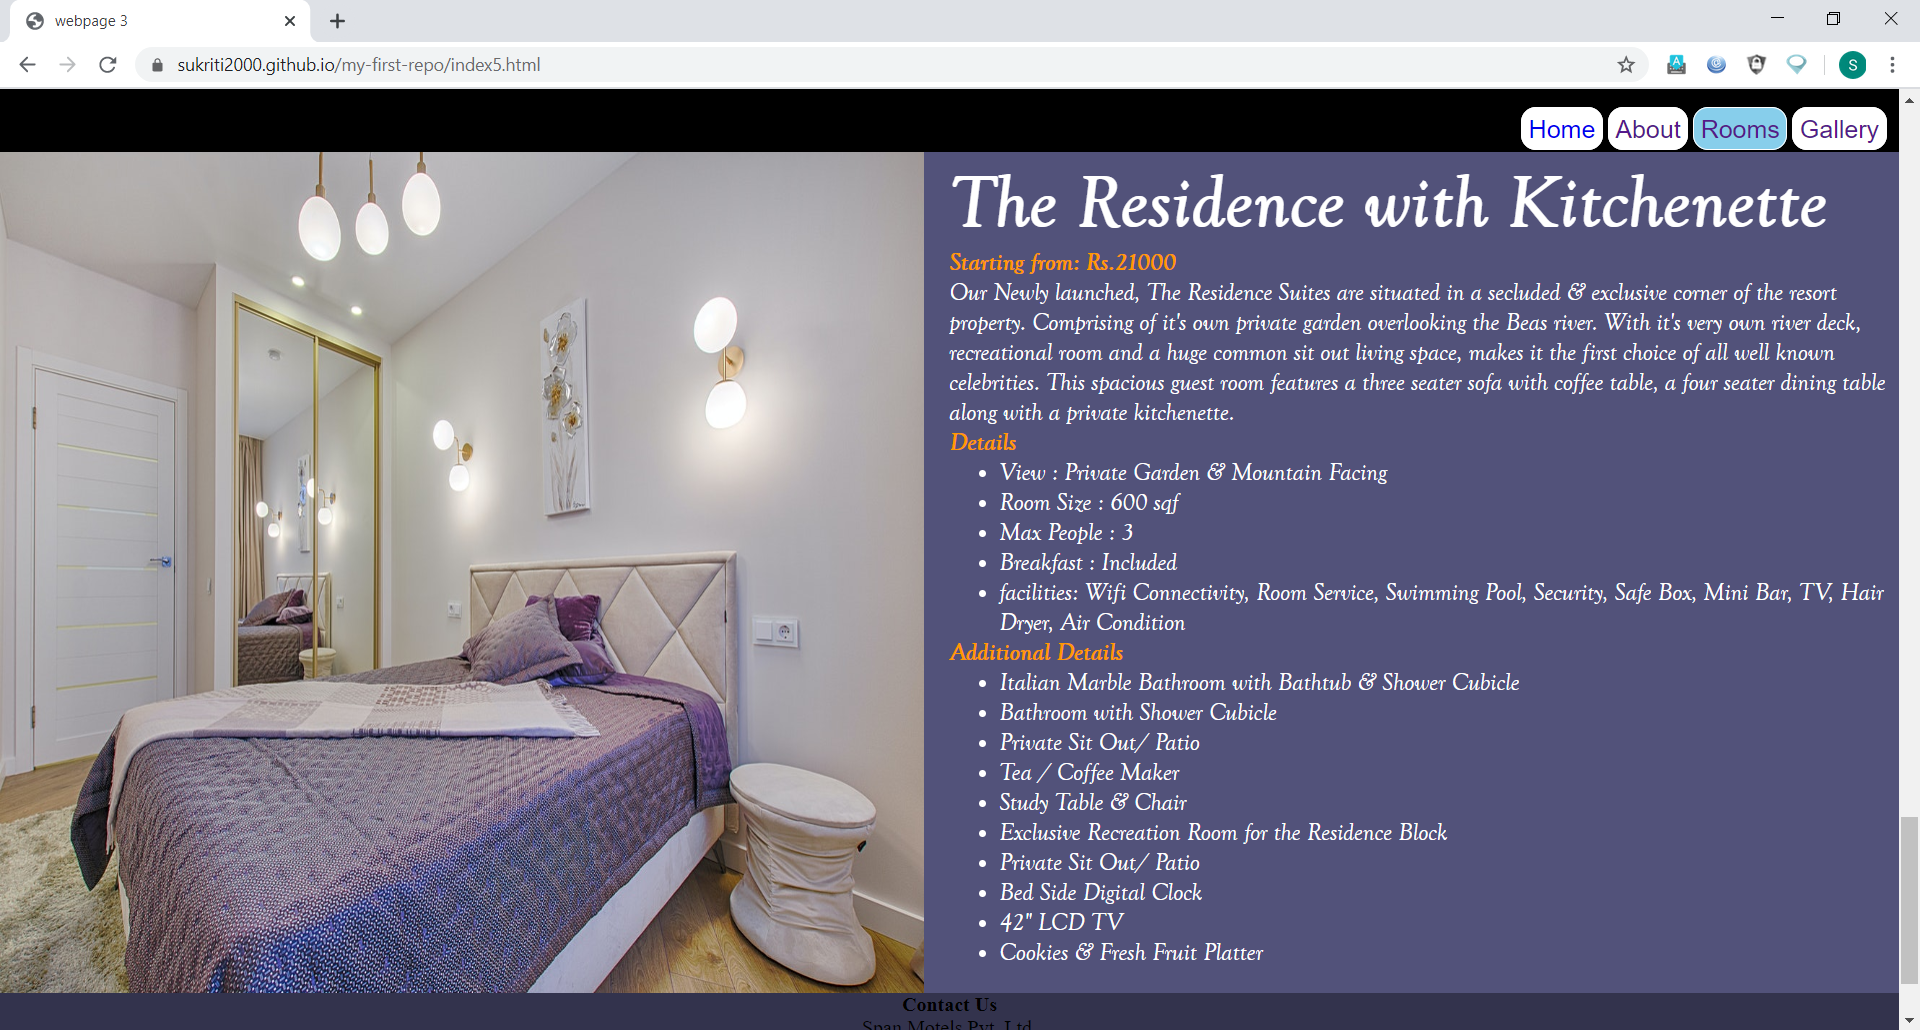 webpage 3
sukriti2000.github.io/my-first-repo/index5.html
S
Home About Rooms Gallery
The Residence with Kitchenette
Starting from: Rs.21000
Our Newly launched, The Residence Suites are situated in a secluded & exclusive corner of the resort
property. Comprising of it's own private garden overlooking the Beas river. With it's very own river deck,
recreational room and a huge common sit out living space, makes it the first choice of all well known
celebrities. This spacious guest room features a three seater sofa with coffee table, a four seater dining table
along with a private kitchenette.
Details
• View : Private Garden & Mountain Facing
• Room Size : 600 sqf
• Max People : 3
• Breakfast : Included
• facilities: Wifi Connectivity, Room Service, Swimming Pool, Security, Safe Box, Mini Bar, TV, Hair
Dryer, Air Condition
Additional Details
• Italian Marble Bathroom with Bathtub & Shower Cubicle
• Bathroom with Shower Cubicle
• Private Sit Out/ Patio
• Tea / Coffee Maker
• Study Table & Chair
• Exclusive Recreation Room for the Residence Block
• Private Sit Out/ Patio
• Bed Side Digital Clock
• 42" LCD TV
• Cookies & Fresh Fruit Platter
Contact Us
Span Motels Pvt. Ltd